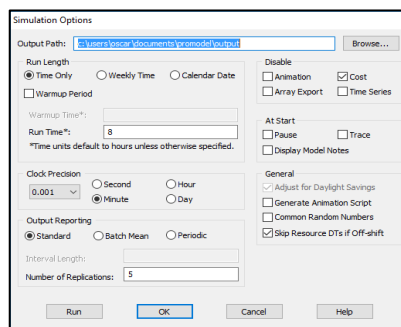 Simulation Options
Output Path: c:\users\oscar\documents\promodel\output Browse...
Run Length
Time Only Weekly Time Calendar Date
Warmup Period
Warmup Time*:
Run Time*: 8
*Time units default to hours unless otherwise specified.
Clock Precision
0.001 Second Hour
Minute Day
Output Reporting
Standard Batch Mean Periodic
Interval Length:
Number of Replications: 5
Disable
Animation Cost
Array Export Time Series
At Start
Pause Trace
Display Model Notes
General
Adjust for Daylight Savings
Generate Animation Script
Common Random Numbers
Skip Resource DTs if Off-shift
Run OK Cancel Help